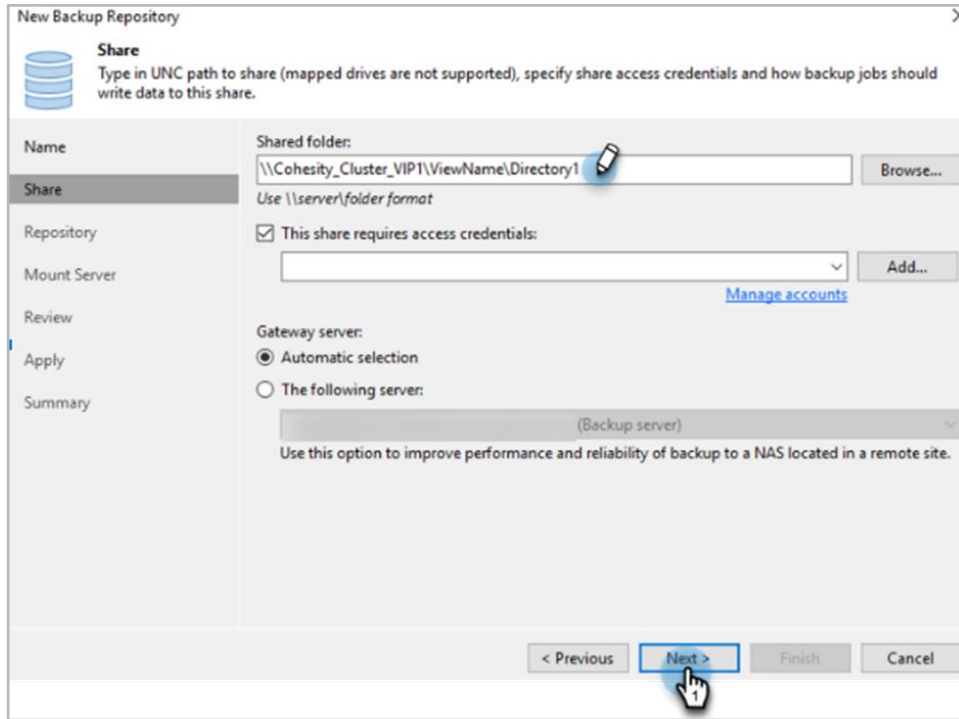 New Backup Repository
Share
Type in UNC path to share (mapped drives are not supported), specify share access credentials and how backup jobs should
write data to this share.
Name
Share
Repository
Mount Server
Review
Apply
Summary
Shared folder:
\\Cohesity_Cluster_VIP1\ViewName\Directory1
Browse...
Use \\server\folder format
This share requires access credentials:
Add...
Manage accounts
Gateway server:
Automatic selection
The following server:
(Backup server)
Use this option to improve performance and reliability of backup to a NAS located in a remote site.
< Previous
Next >
Finish
Cancel
1